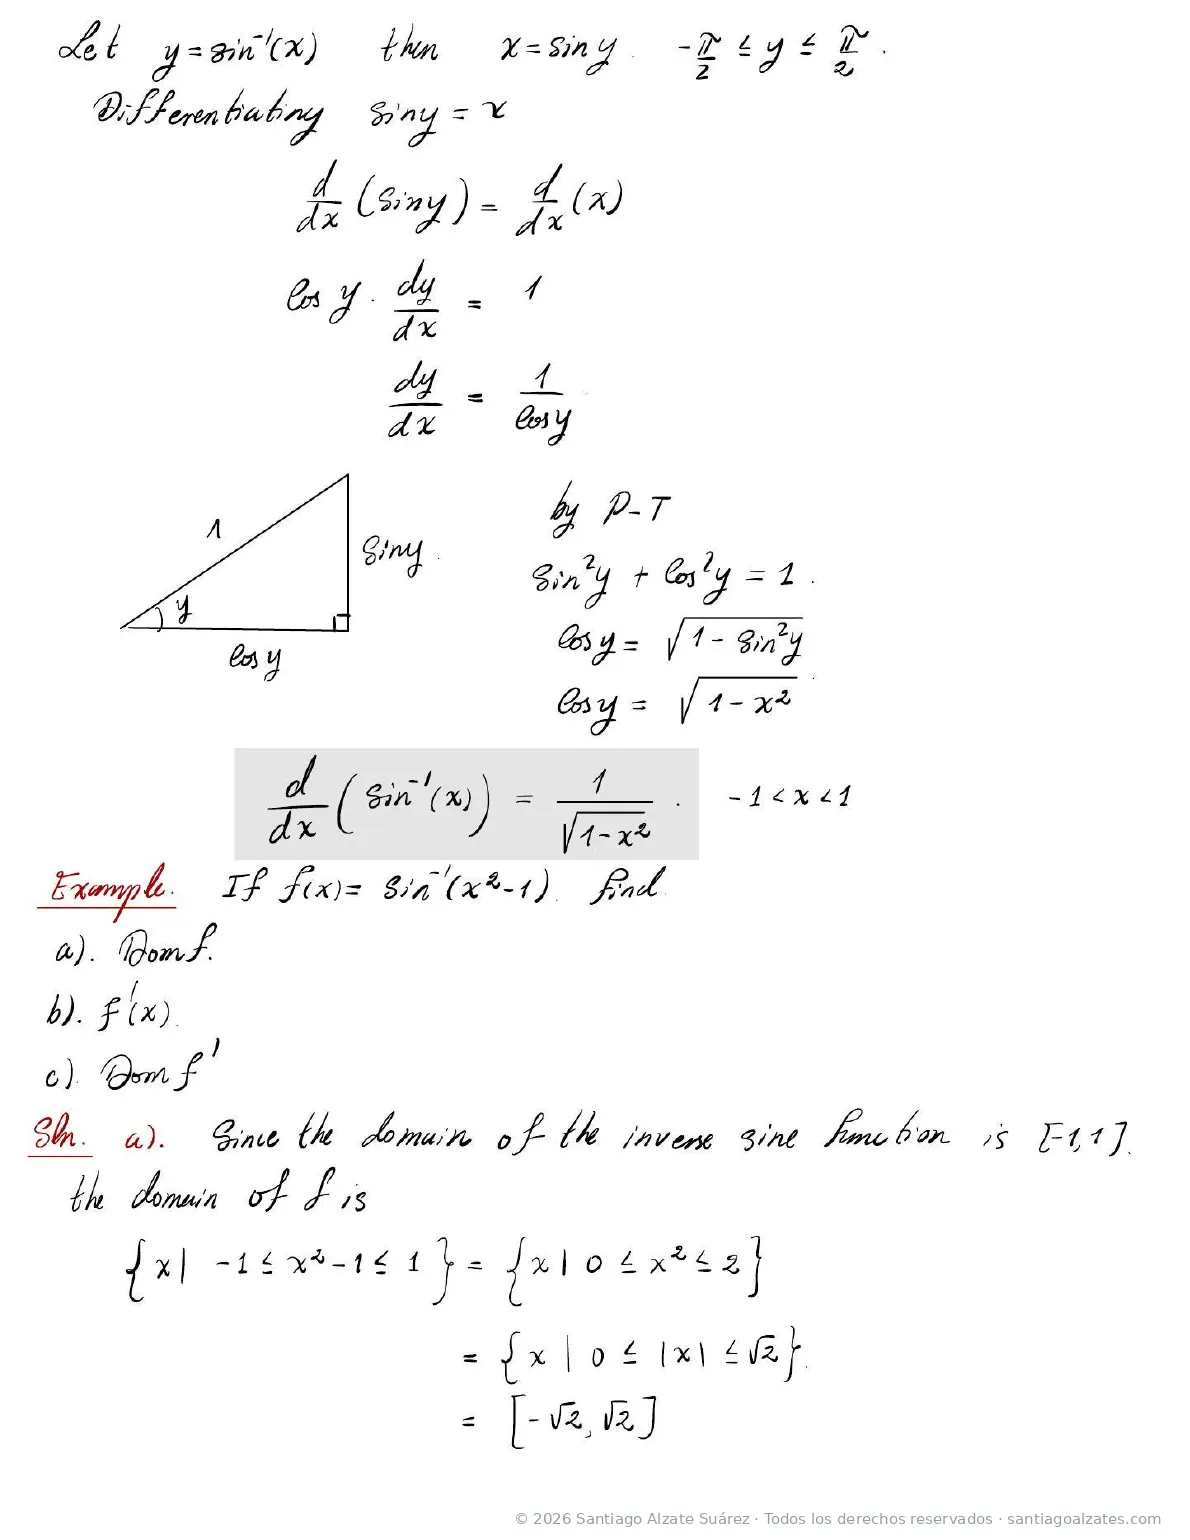 Let y = sin⁻¹(x) then x = sin y. -π/2 ≤ y ≤ π/2.
Differentiating sin y = x
d/dx (sin y) = d/dx (x)
cos y . dy/dx = 1
dy/dx = 1/cos y
by P-T
1
sin y.
sin²y + cos²y = 1.
y
cos y = √(1 - sin²y)
cos y
cos y = √(1 - x²)
d/dx (sin⁻¹(x)) = 1/√(1-x²). -1 < x < 1
Example. If f(x) = sin⁻¹(x²-1). find
a). Dom f.
b). f'(x).
c). Dom f'
Sln. a). Since the domain of the inverse sine function is [-1,1].
the domain of f is
{x| -1 ≤ x²-1 ≤ 1} = {x | 0 ≤ x² ≤ 2}
= {x | 0 ≤ |x| ≤ √2}.
= [-√2, √2]
© 2026 Santiago Alzate Suárez · Todos los derechos reservados · santiagoalzates.com